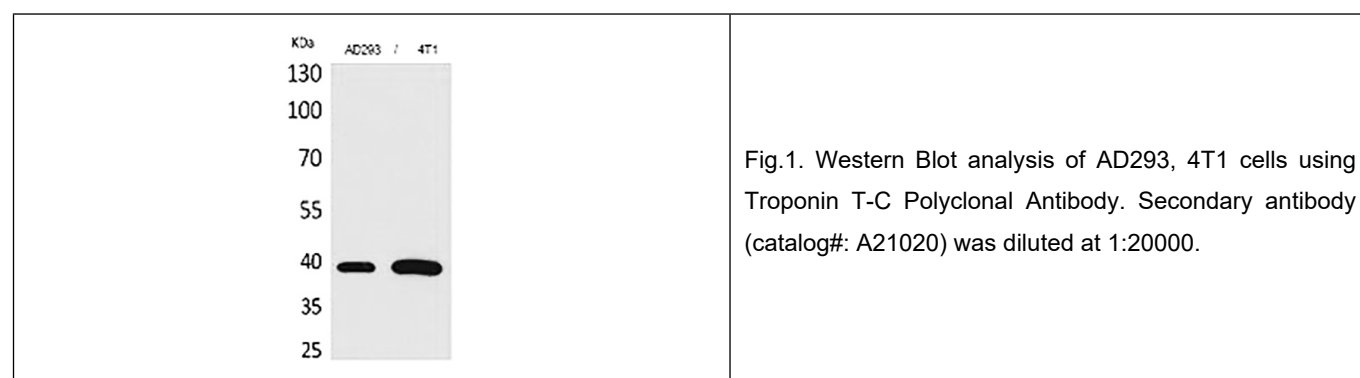 KDa AD293 / 4T1
130
100
70
55
40
35
25
Fig.1. Western Blot analysis of AD293, 4T1 cells using
Troponin T-C Polyclonal Antibody. Secondary antibody
(catalog#: A21020) was diluted at 1:20000.